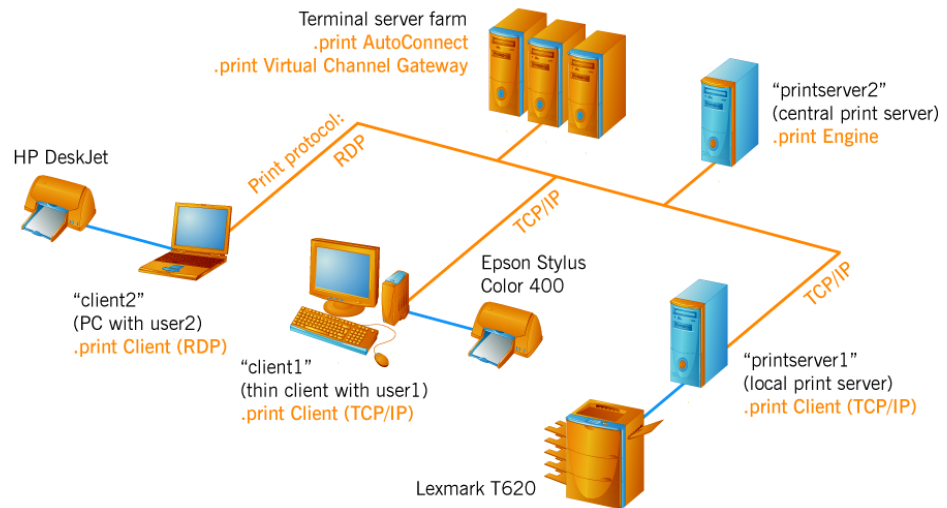 Terminal server farm
.print AutoConnect
.print Virtual Channel Gateway
“printserver2”
(central print server)
.print Engine
Print protocol:
RDP
HP DeskJet
TCP/IP
Epson Stylus
Color 400
TCP/IP
“client2”
(PC with user2)
.print Client (RDP)
“client1”
(thin client with user1)
.print Client (TCP/IP)
“printserver1”
(local print server)
.print Client (TCP/IP)
Lexmark T620